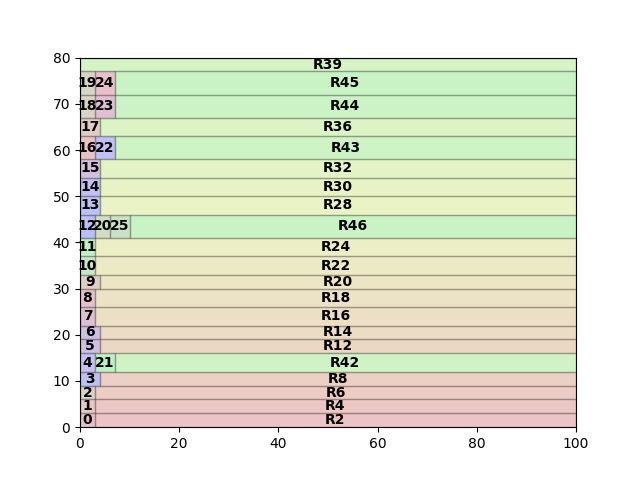 80
R39
19 24 R45
70
18 23 R44
17 R36
60
16 22 R43
15 R32
14 R30
50
13 R28
12 20 25 R46
40
11 R24
10 R22
30
9 R20
8 R18
7 R16
20
6 R14
5 R12
4 21 R42
10
3 R8
2 R6
1 R4
0 R2
0
0 20 40 60 80 100